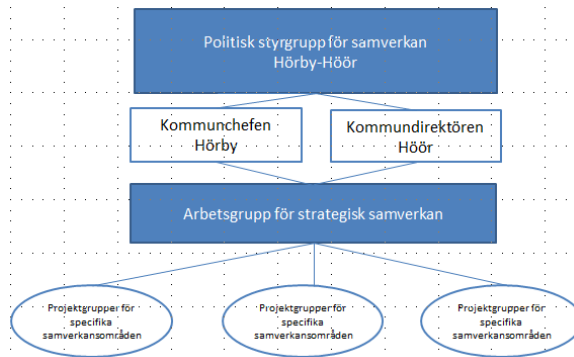 Politisk styrgrupp för samverkan
Hörby-Höör
Kommunchefen
Hörby
Kommundirektören
Höör
Arbetsgrupp för strategisk samverkan
Projektgrupper för
specifika
samverkansområden
Projektgrupper för
specifika
samverkansområden
Projektgrupper för
specifika
samverkansområden